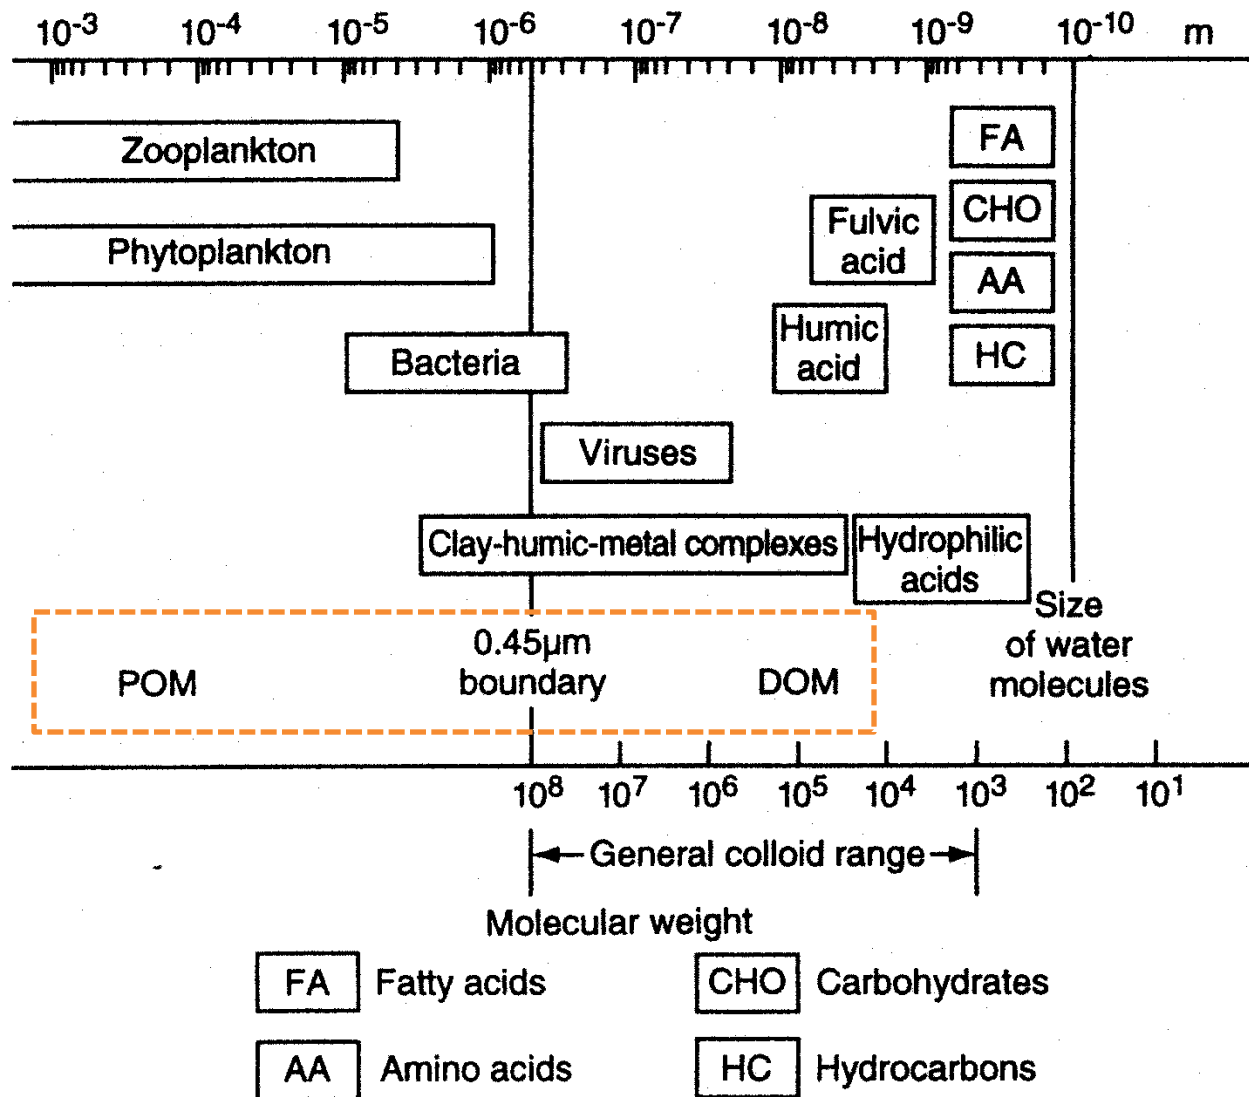 10⁻³ 10⁻⁴ 10⁻⁵ 10⁻⁶ 10⁻⁷ 10⁻⁸ 10⁻⁹ 10⁻¹⁰ m
Zooplankton
Phytoplankton
Bacteria
Viruses
Clay-humic-metal complexes
Hydrophilic
acids
Fulvic
acid
Humic
acid
FA
CHO
AA
HC
Size
of water
molecules
POM
0.45µm
boundary
DOM
10⁸ 10⁷ 10⁶ 10⁵ 10⁴ 10³ 10² 10¹
General colloid range
Molecular weight
FA Fatty acids
CHO Carbohydrates
AA Amino acids
HC Hydrocarbons